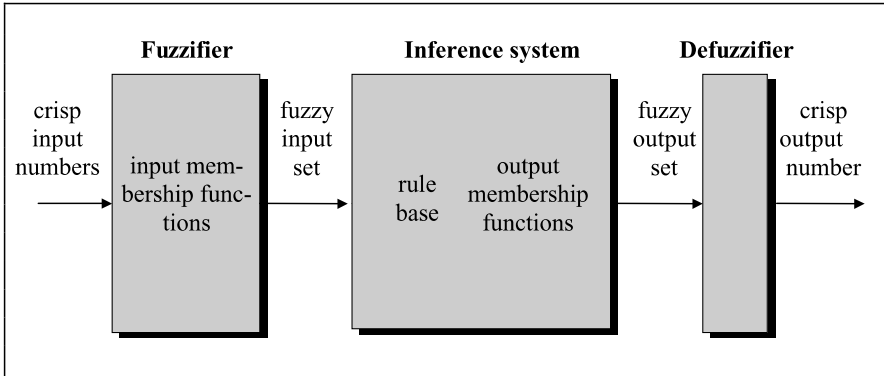 Fuzzifier
Inference system
Defuzzifier
crisp
input
numbers
input mem-
bership func-
tions
fuzzy
input
set
rule
base
output
membership
functions
fuzzy
output
set
crisp
output
number